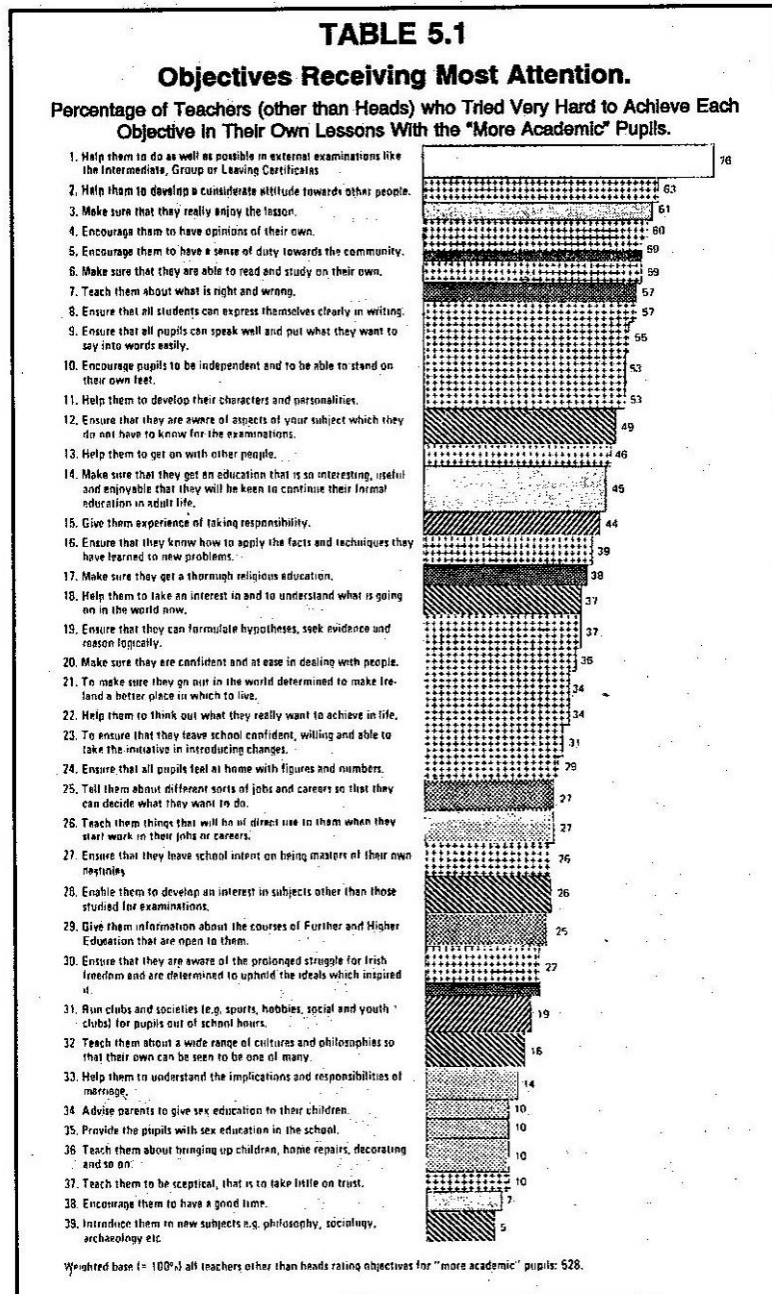 TABLE 5.1
Objectives Receiving Most Attention.
Percentage of Teachers (other than Heads) who Tried Very Hard to Achieve Each
Objective in Their Own Lessons With the "More Academic" Pupils.
1. Help them to do as well as possible in external examinations like
the Intermediate, Group or Leaving Certificates
76
2. Help them to develop a considerate attitude towards other people.
63
3. Make sure that they really enjoy the lesson.
61
4. Encourage them to have opinions of their own.
60
5. Encourage them to have a sense of duty towards the community.
59
6. Make sure that they are able to read and study on their own.
59
7. Teach them about what is right and wrong.
57
8. Ensure that all students can express themselves clearly in writing.
57
9. Ensure that all pupils can speak well and put what they want to
say into words easily.
55
10. Encourage pupils to be independent and to be able to stand on
their own feet.
53
11. Help them to develop their characters and personalities.
53
12. Ensure that they are aware of aspects of your subject which they
do not have to know for the examinations.
49
13. Help them to get on with other people.
46
14. Make sure that they get an education that is so interesting, useful
and enjoyable that they will be keen to continue their formal
education in adult life.
45
15. Give them experience of taking responsibility.
44
16. Ensure that they know how to apply the facts and techniques they
have learned to new problems.
39
17. Make sure they get a thorough religious education.
38
18. Help them to take an interest in and to understand what is going
on in the world now.
37
19. Ensure that they can formulate hypotheses, seek evidence and
reason logically.
37
20. Make sure they are confident and at ease in dealing with people.
36
21. To make sure they go out in the world determined to make Ire-
land a better place in which to live.
34
22. Help them to think out what they really want to achieve in life.
34
23. To ensure that they leave school confident, willing and able to
take the initiative in introducing changes.
31
24. Ensure that all pupils feel at home with figures and numbers.
29
25. Tell them about different sorts of jobs and careers so that they
can decide what they want to do.
27
26. Teach them things that will be of direct use to them when they
start work in their jobs or careers.
27
27. Ensure that they leave school intent on being masters of their own
destinies
26
28. Enable them to develop an interest in subjects other than those
studied for examinations.
26
29. Give them information about the courses of Further and Higher
Education that are open to them.
25
30. Ensure that they are aware of the prolonged struggle for Irish
freedom and are determined to uphold the ideals which inspired
it.
22
31. Run clubs and societies (e.g. sports, hobbies, social and youth
clubs) for pupils out of school hours.
19
32 Teach them about a wide range of cultures and philosophies so
that their own can be seen to be one of many.
16
33. Help them to understand the implications and responsibilities of
marriage.
14
34 Advise parents to give sex education to their children.
10
35. Provide the pupils with sex education in the school.
10
36 Teach them about bringing up children, home repairs, decorating
and so on.
10
37. Teach them to be sceptical, that is to take little on trust.
10
38. Encourage them to have a good time.
7
39. Introduce them to new subjects e.g. philosophy, sociology,
archaeology etc
5
Weighted base (= 100%) all teachers other than heads rating objectives for "more academic" pupils: 528.